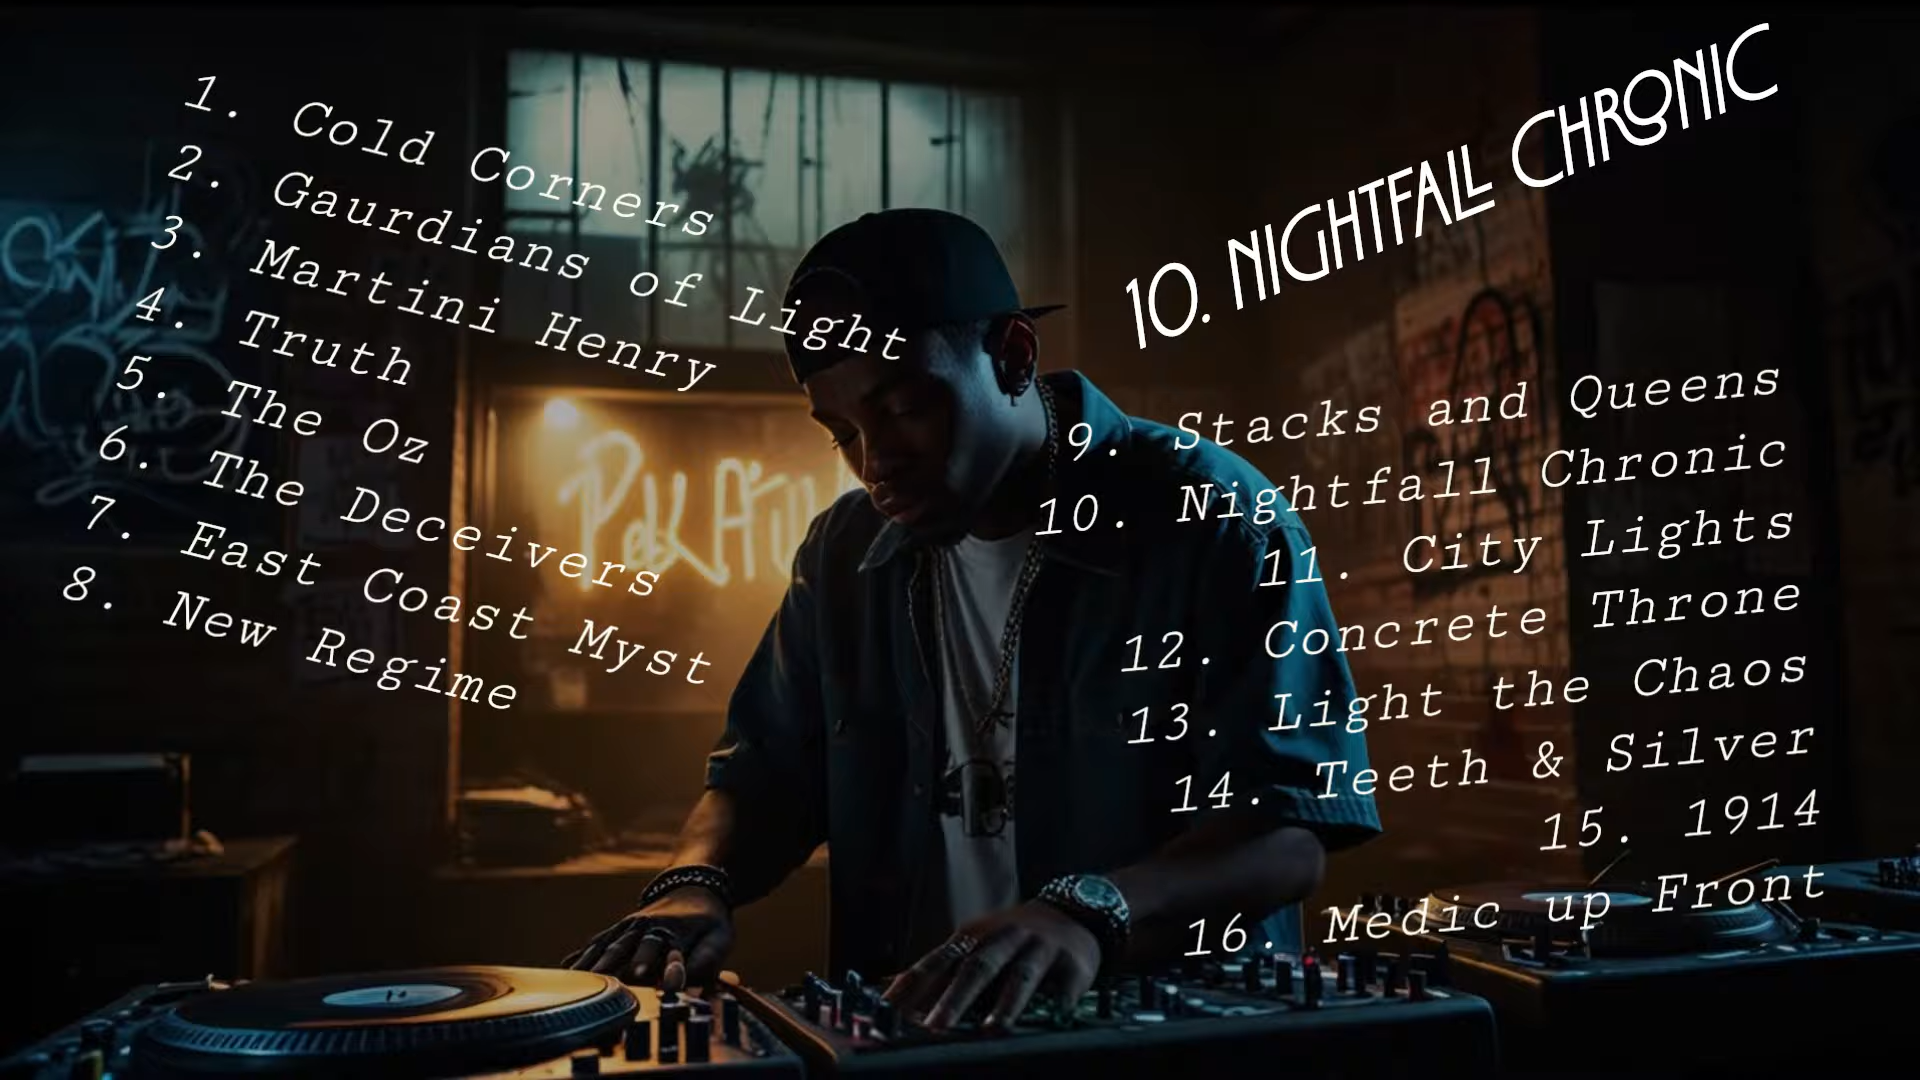 1. Cold Corners
2. Gaurdians of Light
3. Martini Henry
4. Truth
5. The Oz
6. The Deceivers
7. East Coast Myst
8. New Regime
10. NIGHTFALL CHRONIC
9. Stacks and Queens
10. Nightfall Chronic
11. City Lights
12. Concrete Throne
13. Light the Chaos
14. Teeth & Silver
15. 1914
16. Medic up Front